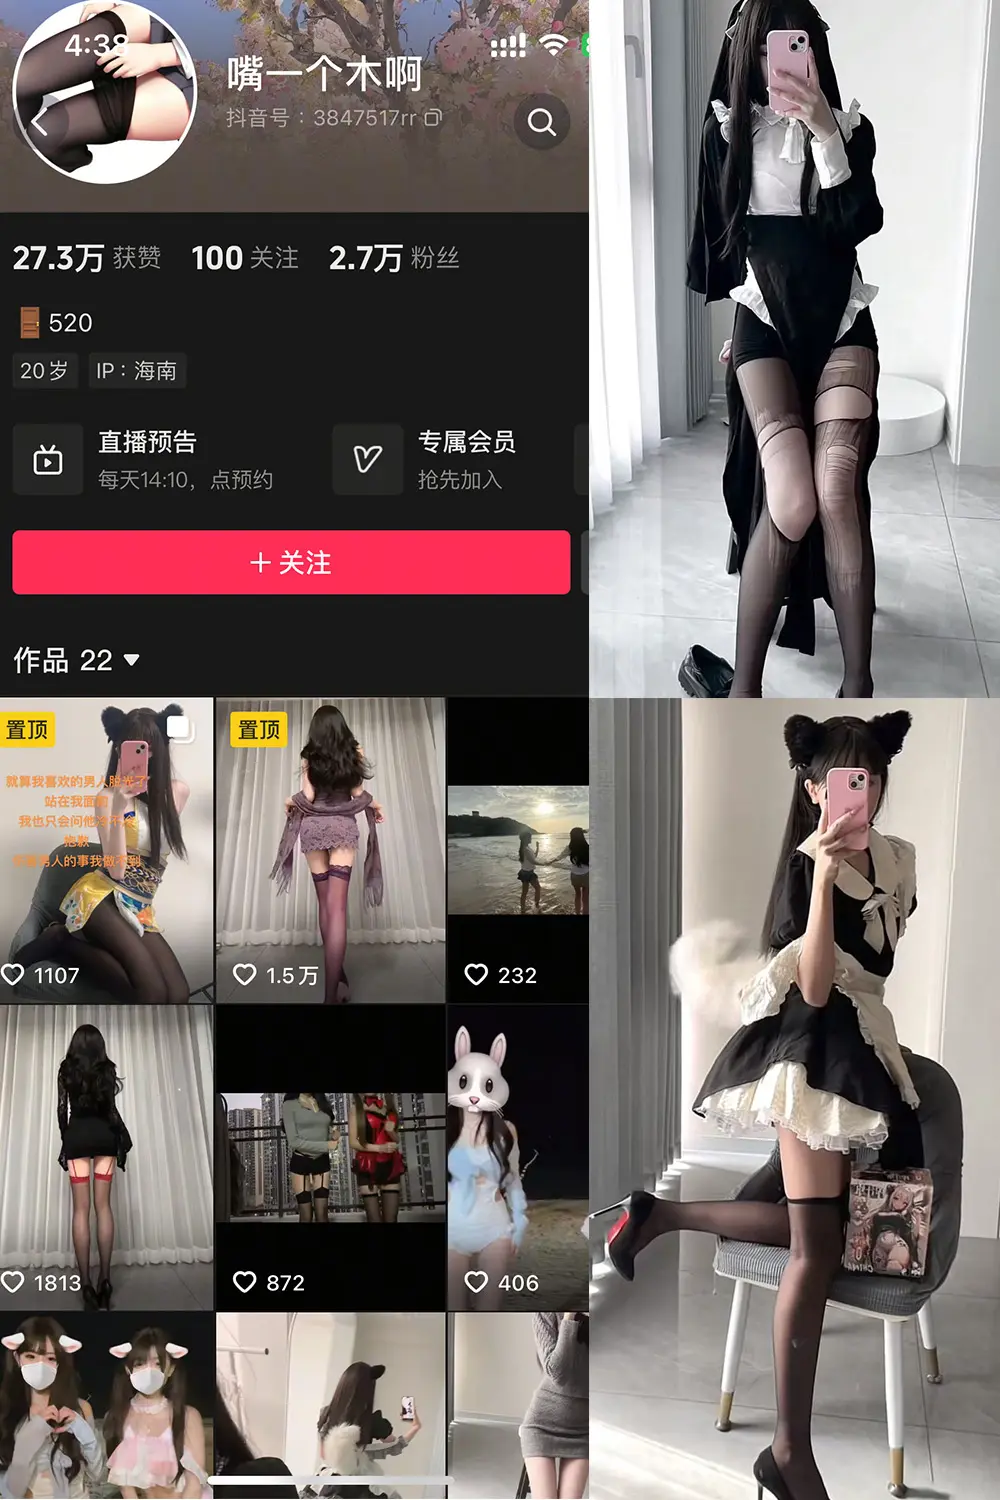 4:38
嘴一个木啊
抖音号：3847517rr
27.3万 获赞 100 关注 2.7万 粉丝
520
20岁 IP：海南
直播预告
每天14:10，点预约
专属会员
抢先加入
＋关注
作品 22
置顶
就算我喜欢的男人脱光了
站在我面前
我也只会问他
抱歉
男人的事我做不到
1107
置顶
1.5万
232
1813
872
406